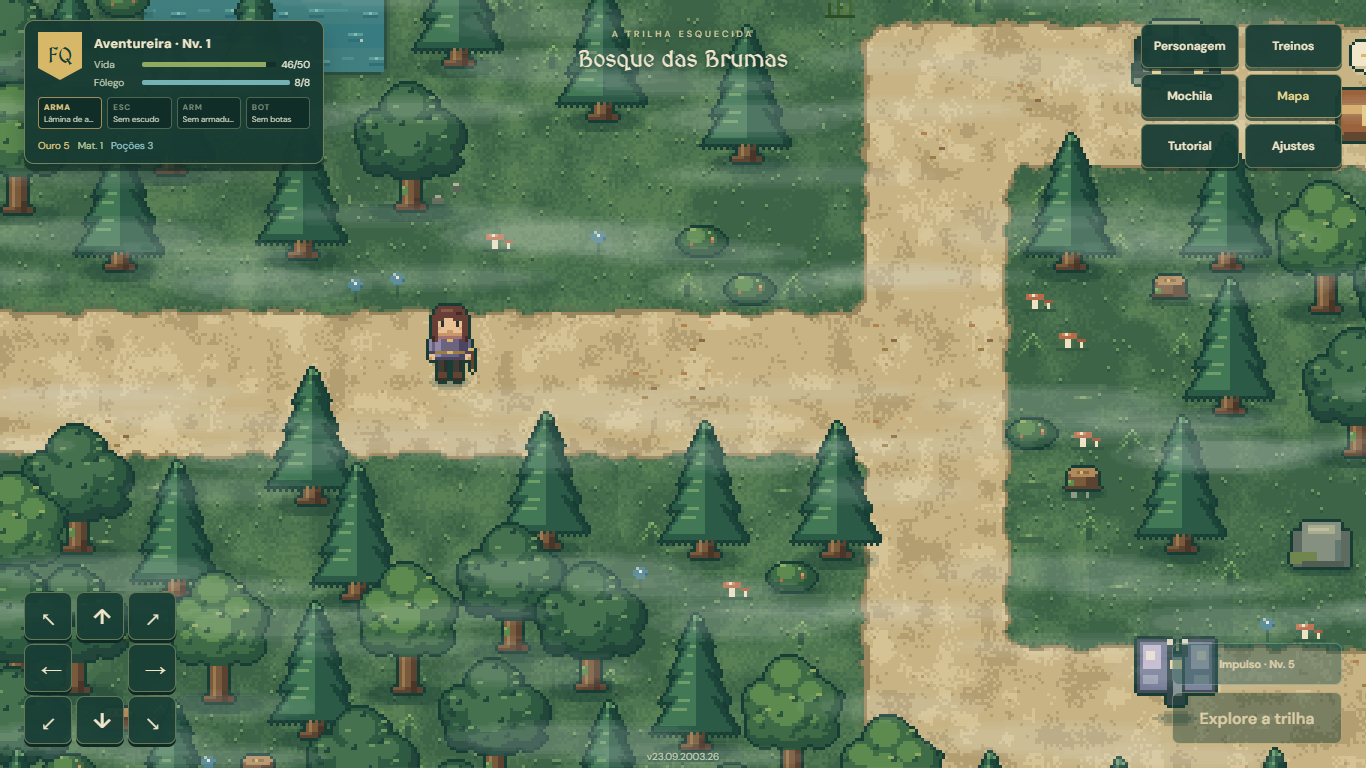 FQ
Aventureira · Nv. 1
Vida 46/50
Fôlego 8/8
ARMA ESC ARM BOT
Lâmina de a... Sem escudo Sem armadu... Sem botas
Ouro 5 Mat. 1 Poções 3
A TRILHA ESQUECIDA
Bosque das Brumas
Personagem Treinos
Mochila Mapa
Tutorial Ajustes
↖ ↑ ↗
← →
↙ ↓ ↘
Impulso · Nv. 5
Explore a trilha
v23.09.2003.26